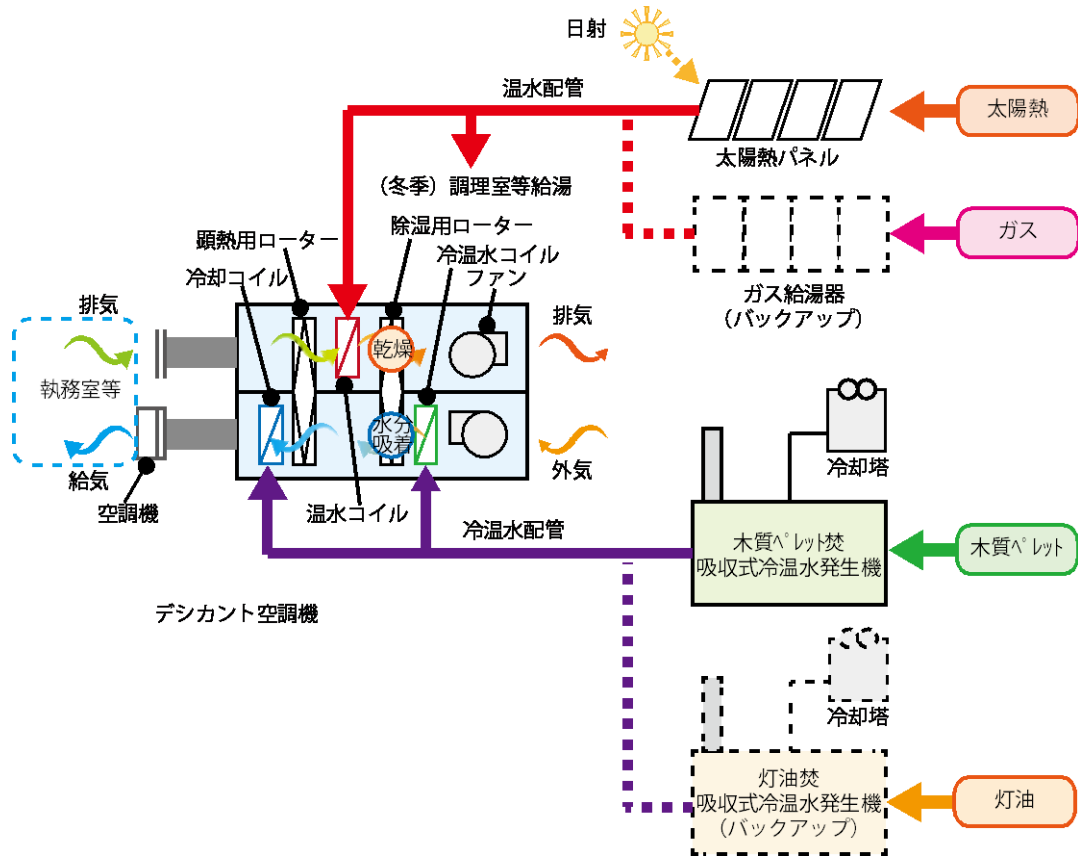 日射
温水配管
太陽熱
太陽熱パネル
（冬季）調理室等給湯
除湿用ローター
顕熱用ローター
冷温水コイル
冷却コイル
ファン
ガス
ガス給湯器
（バックアップ）
排気
排気
乾燥
執務室等
水分
吸着
給気
外気
空調機
温水コイル
冷温水配管
冷却塔
木質ﾍﾟﾚｯﾄ焚
吸収式冷温水発生機
木質ﾍﾟﾚｯﾄ
デシカント空調機
冷却塔
灯油焚
吸収式冷温水発生機
（バックアップ）
灯油